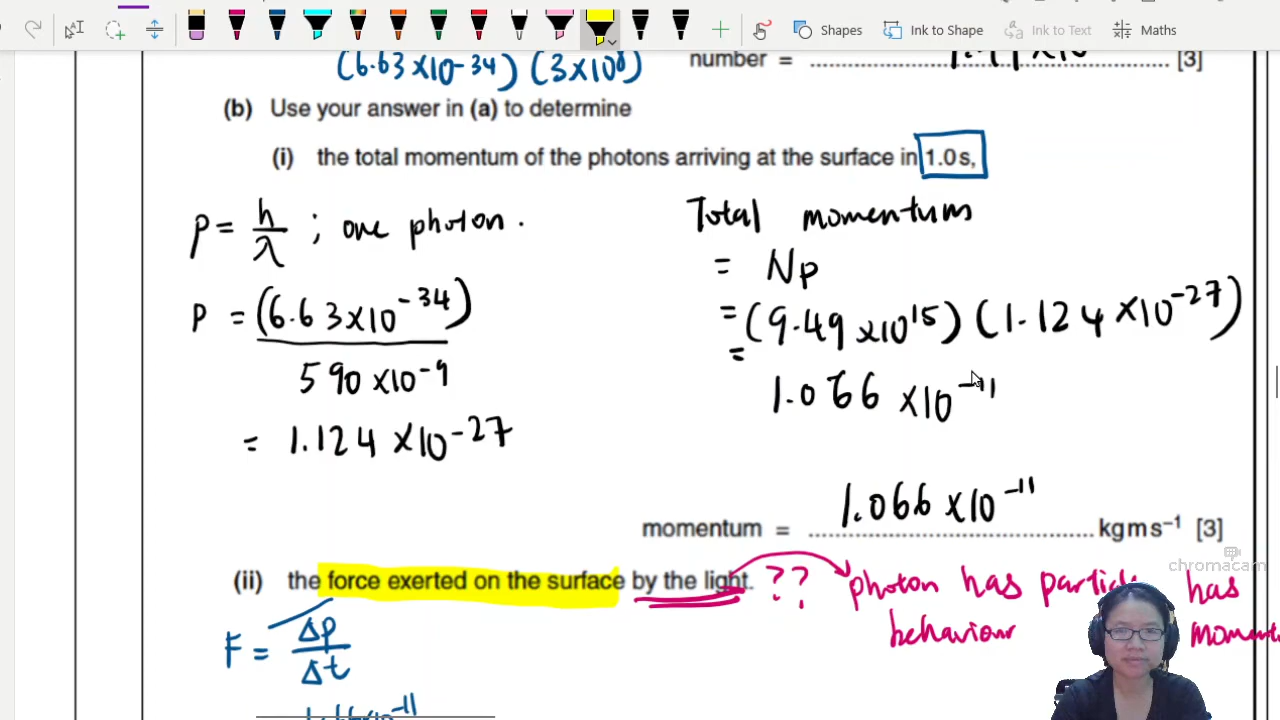 Shapes Ink to Shape Ink to Text Maths
(6.63 × 10-34) (3×10⁸) number = [3]
(b) Use your answer in (a) to determine
(i) the total momentum of the photons arriving at the surface in 1.0 s,
P = h/λ ; one photon.
P = (6.63×10⁻³⁴)
590 ×10⁻⁹
= 1.124 ×10⁻²⁷
Total momentum
= Np
= (9.49 ×10¹⁵) (1.124 ×10⁻²⁷)
=
1.066 ×10⁻¹¹
1.066 ×10⁻¹¹
momentum = kg m s⁻¹ [3]
(ii) the force exerted on the surface by the light. ?? photon has has
behaviour
F = Δp/Δt
chromacam